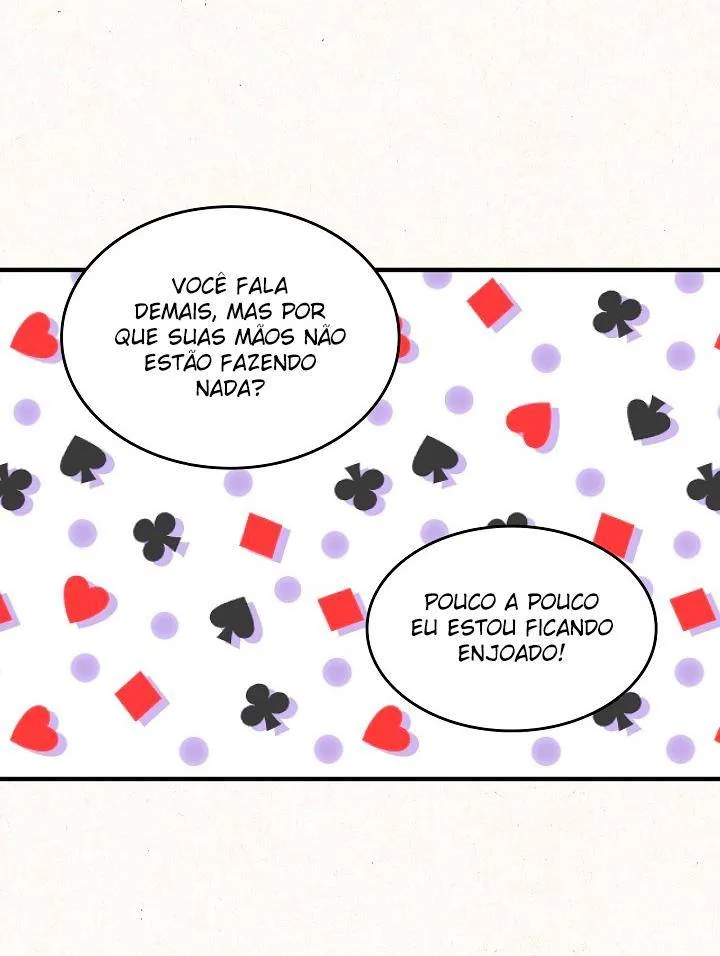 VOCÊ FALA
DEMAIS, MAS POR
QUE SUAS MÃOS NÃO
ESTÃO FAZENDO
NADA?
POUCO A POUCO
EU ESTOU FICANDO
ENJOADO!